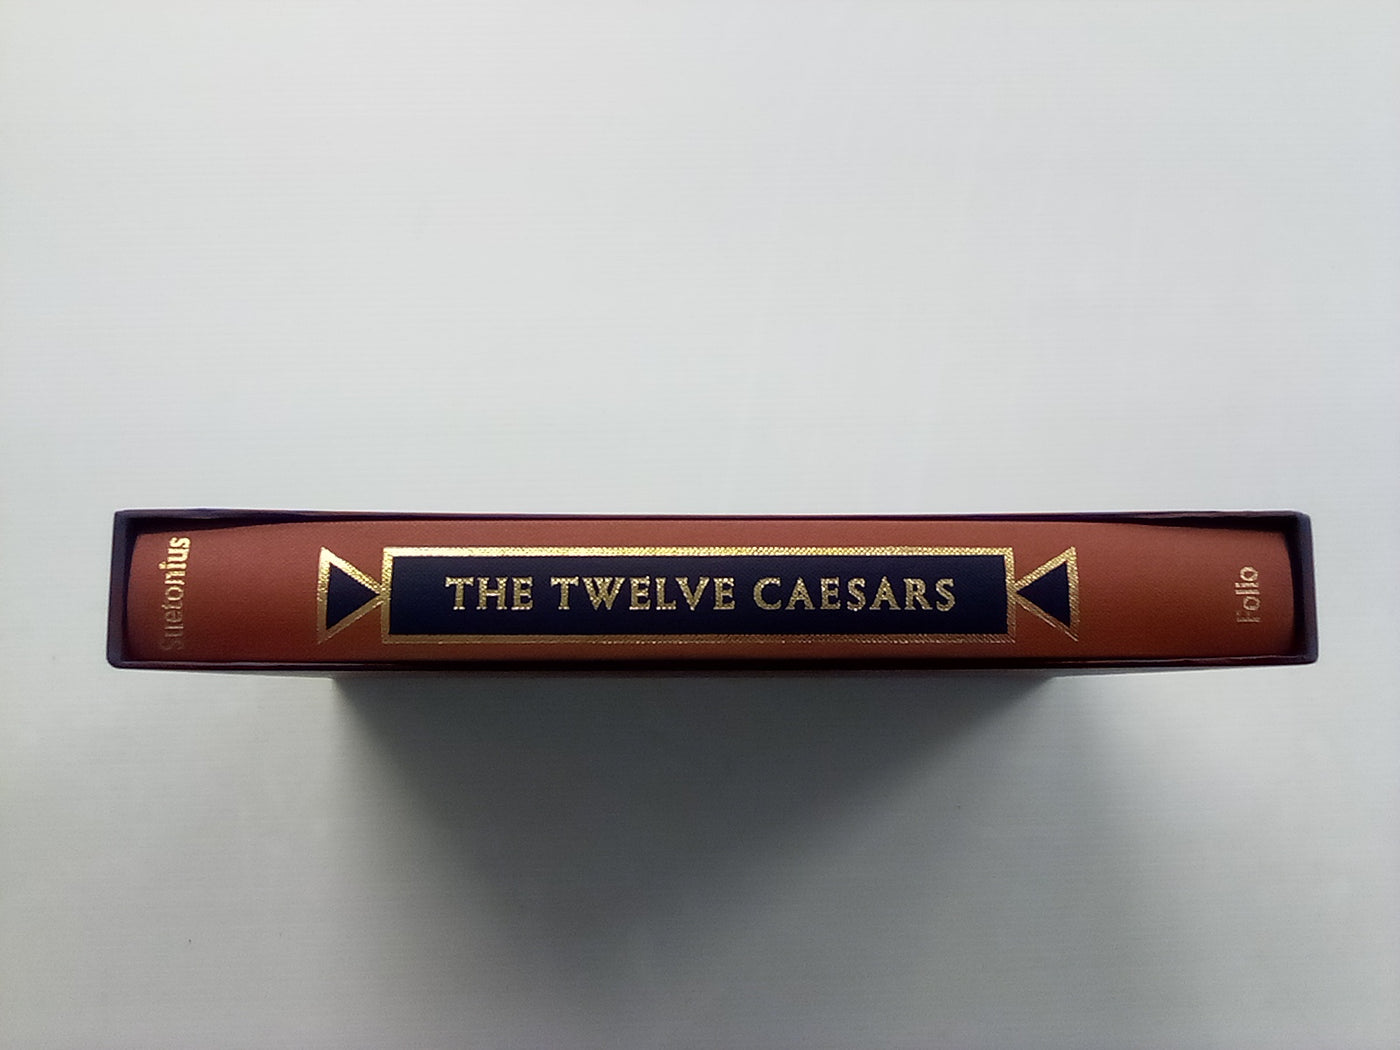 Suetonius
THE TWELVE CAESARS
Folio